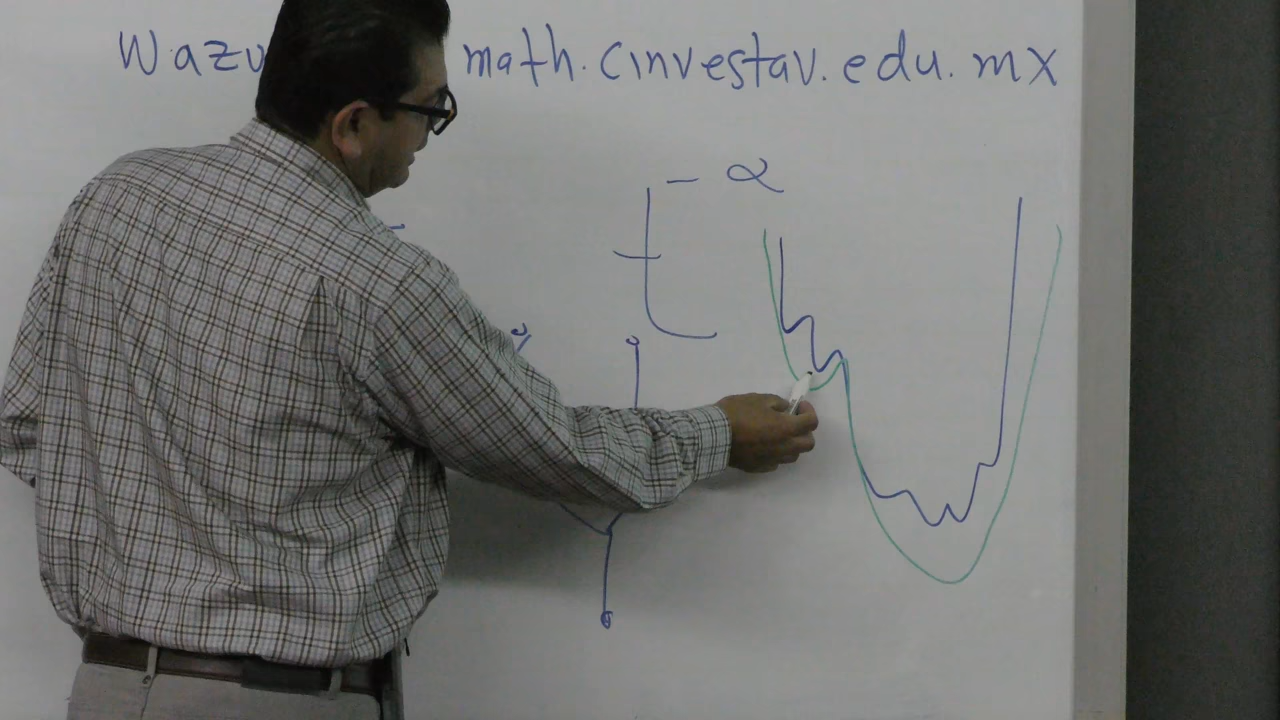 Wazu math.cinvestav.edu.mx
t - α